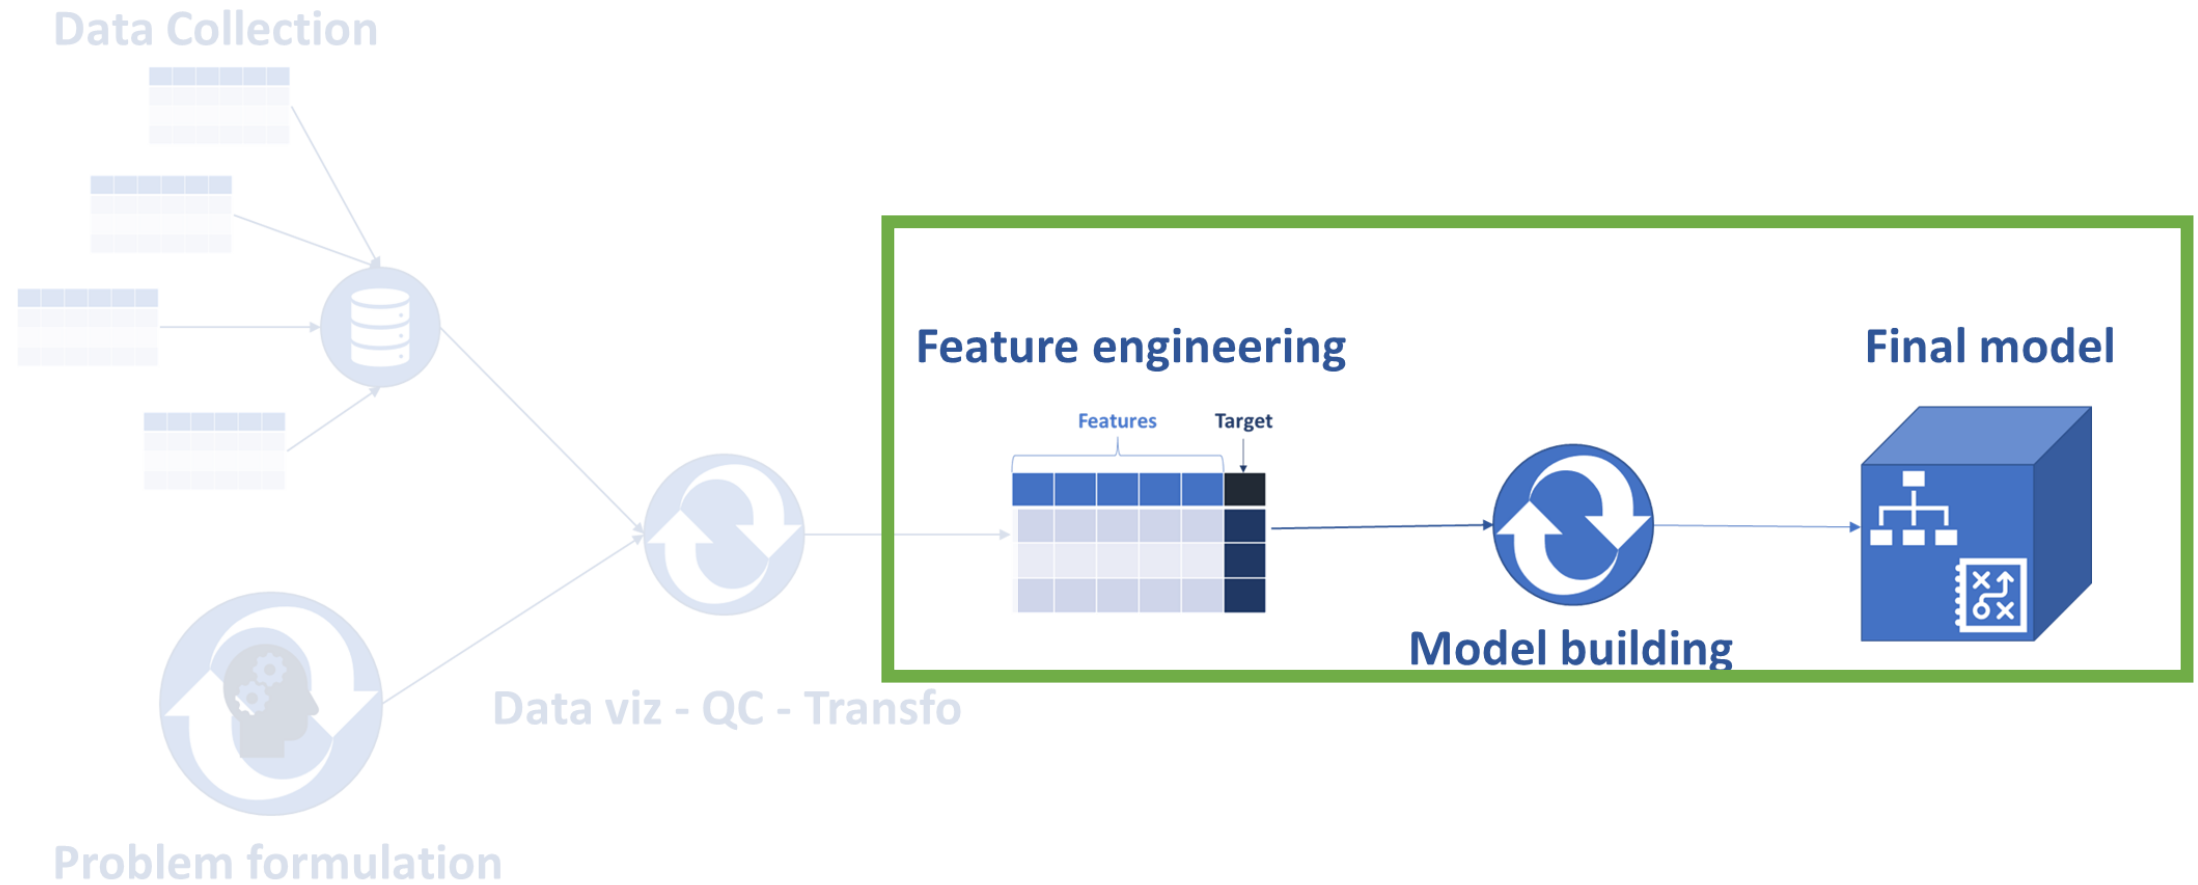 Data Collection
Feature engineering
Final model
Features
Target
Model building
Data viz - QC - Transfo
Problem formulation